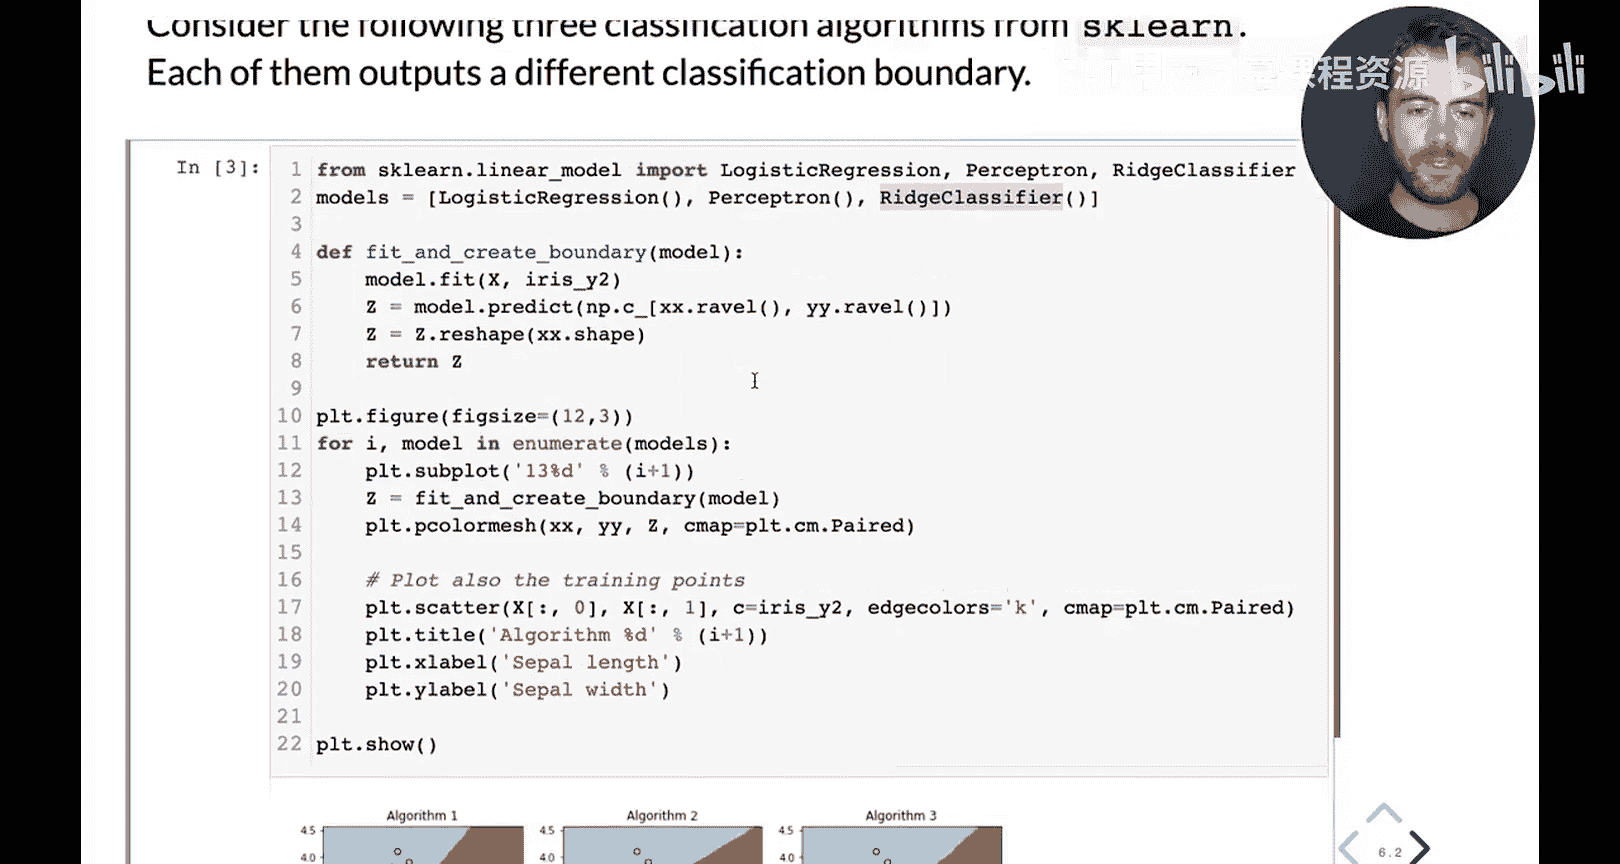 Consider the following three classification algorithms from sklearn.
Each of them outputs a different classification boundary.
课程资源
bilibili
In [3]:
1 from sklearn.linear_model import LogisticRegression, Perceptron, RidgeClassifier
2 models = [LogisticRegression(), Perceptron(), RidgeClassifier()]
3
4 def fit_and_create_boundary(model):
5 model.fit(X, iris_y2)
6 Z = model.predict(np.c_[xx.ravel(), yy.ravel()])
7 Z = Z.reshape(xx.shape)
8 return Z
9
10 plt.figure(figsize=(12,3))
11 for i, model in enumerate(models):
12 plt.subplot('13%d' % (i+1))
13 Z = fit_and_create_boundary(model)
14 plt.pcolormesh(xx, yy, Z, cmap=plt.cm.Paired)
15
16 # Plot also the training points
17 plt.scatter(X[:, 0], X[:, 1], c=iris_y2, edgecolors='k', cmap=plt.cm.Paired)
18 plt.title('Algorithm %d' % (i+1))
19 plt.xlabel('Sepal length')
20 plt.ylabel('Sepal width')
21
22 plt.show()
Algorithm 1 Algorithm 2 Algorithm 3
4.5 4.5 4.5
4.0 4.0 4.0
6.2